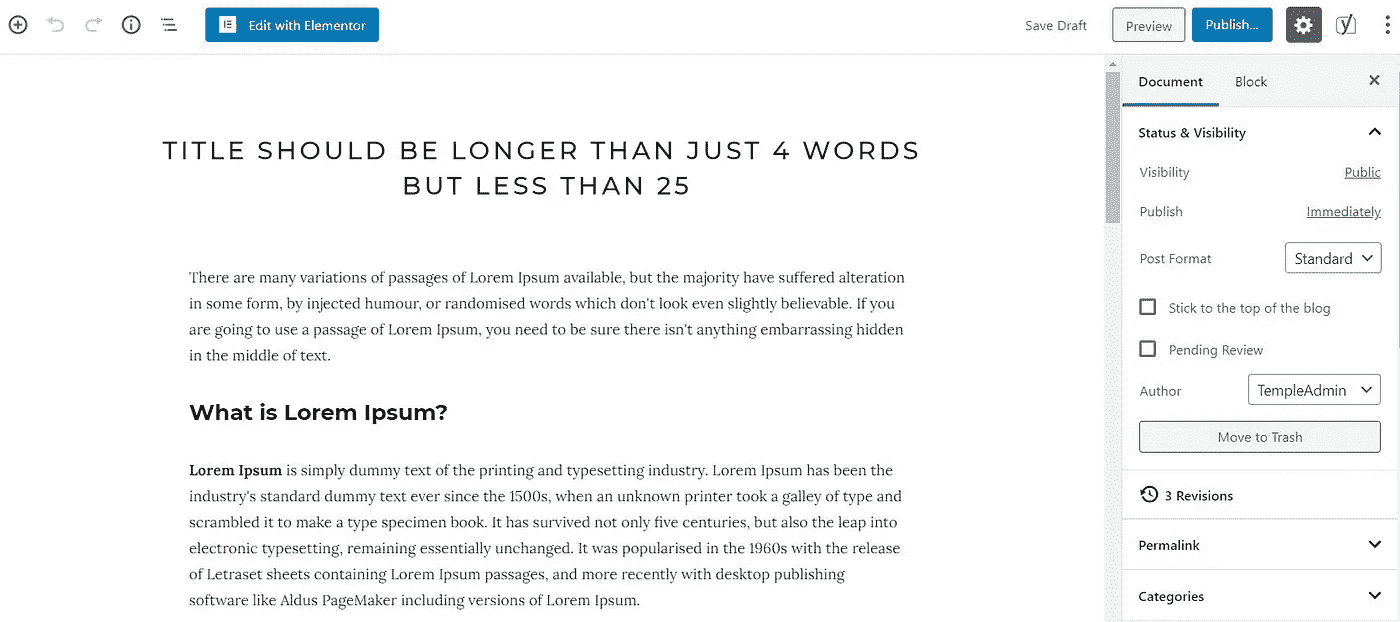 Edit with Elementor
Save Draft
Preview
Publish...
Document
Block
Status & Visibility
Visibility
Public
Publish
Immediately
Post Format
Standard
Stick to the top of the blog
Pending Review
Author
TempleAdmin
Move to Trash
3 Revisions
Permalink
Categories
TITLE SHOULD BE LONGER THAN JUST 4 WORDS
BUT LESS THAN 25
There are many variations of passages of Lorem Ipsum available, but the majority have suffered alteration
in some form, by injected humour, or randomised words which don't look even slightly believable. If you
are going to use a passage of Lorem Ipsum, you need to be sure there isn't anything embarrassing hidden
in the middle of text.
What is Lorem Ipsum?
Lorem Ipsum is simply dummy text of the printing and typesetting industry. Lorem Ipsum has been the
industry's standard dummy text ever since the 1500s, when an unknown printer took a galley of type and
scrambled it to make a type specimen book. It has survived not only five centuries, but also the leap into
electronic typesetting, remaining essentially unchanged. It was popularised in the 1960s with the release
of Letraset sheets containing Lorem Ipsum passages, and more recently with desktop publishing
software like Aldus PageMaker including versions of Lorem Ipsum.